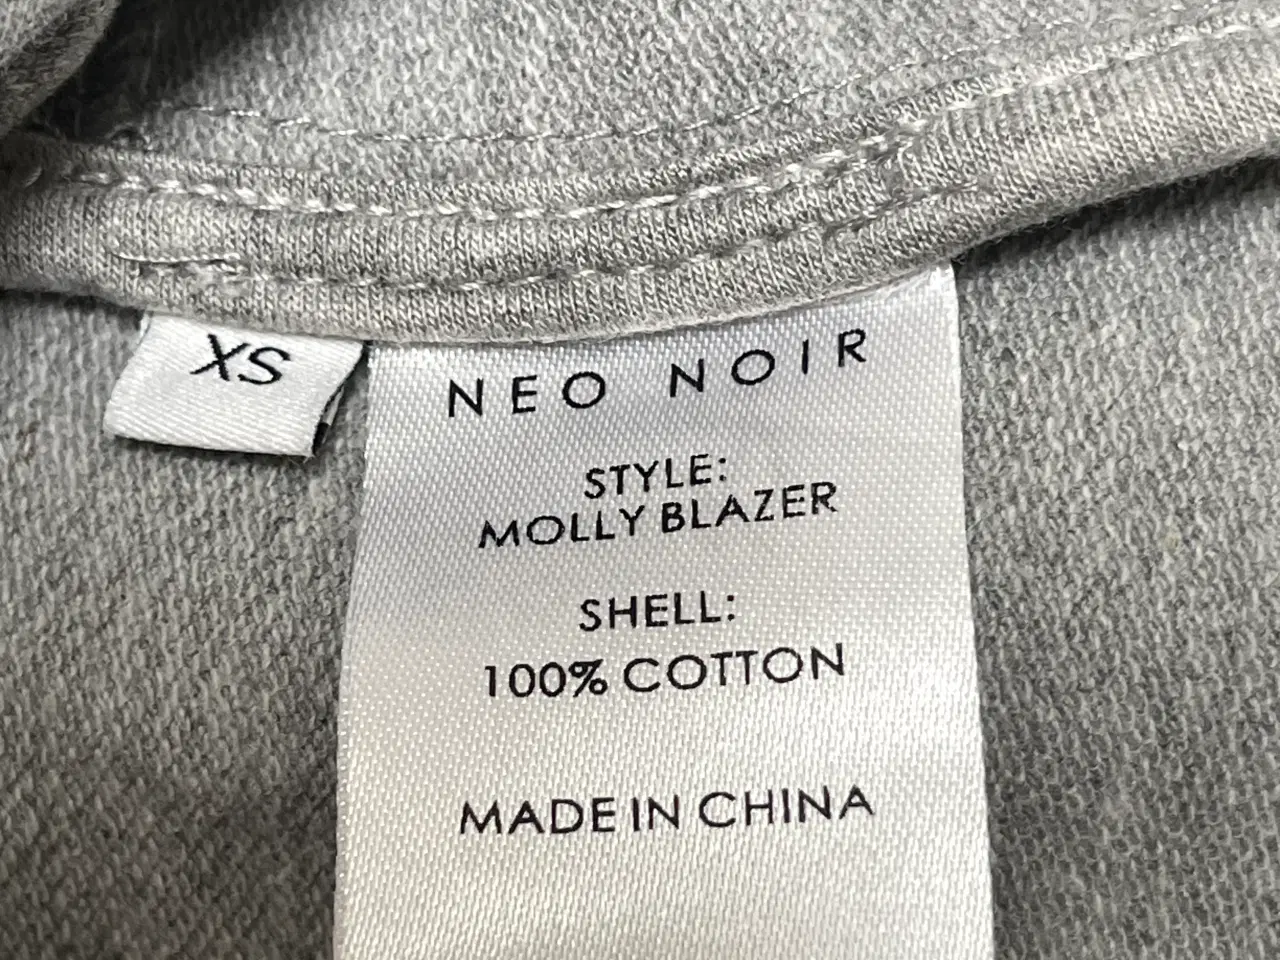 XS
NEO NOIR
STYLE:
MOLLY BLAZER
SHELL:
100% COTTON
MADE IN CHINA